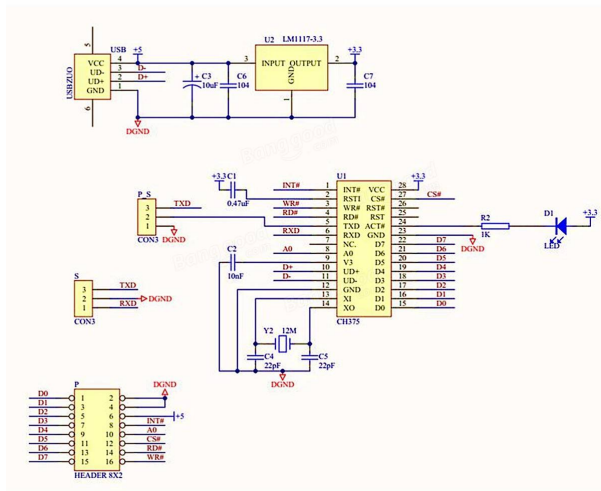 5
USB
VCC 4 +5
UD- 3 D-
UD+ 2 D+
GND 1
USBZUO
6
DGND
+ C3
10uF
C6
104
U2 LM1117-3.3
3 INPUT OUTPUT 2
GND
1
+3.3
C7
104
+3.3 C1
0.47uF
U1
INT# 1 INT# VCC 28 +3.3
2 RST1 CS# 27 CS#
WR# 3 WR# RST# 26
RD# 4 RD# RST 25
5 TXD ACT# 24
RXD 6 RXD GND 23
7 NC. D7 22 D7
A0 8 A0 D6 21 D6
9 V3 D5 20 D5
D+ 10 UD+ D4 19 D4
D- 11 UD- D3 18 D3
12 GND D2 17 D2
13 XI D1 16 D1
14 XO D0 15 D0
CH375
R2
1K
D1
LED
+3.3
DGND
P_S
3 TXD
2
1
CON3
DGND
C2
10nF
S
3 TXD
2 DGND
1 RXD
CON3
Y2 12M
C4
22pF
C5
22pF
DGND
P
DGND
D0 1 2
D1 3 4
D2 5 6 +5
D3 7 8 INT#
D4 9 10 A0
D5 11 12 CS#
D6 13 14 RD#
D7 15 16 WR#
HEADER 8X2